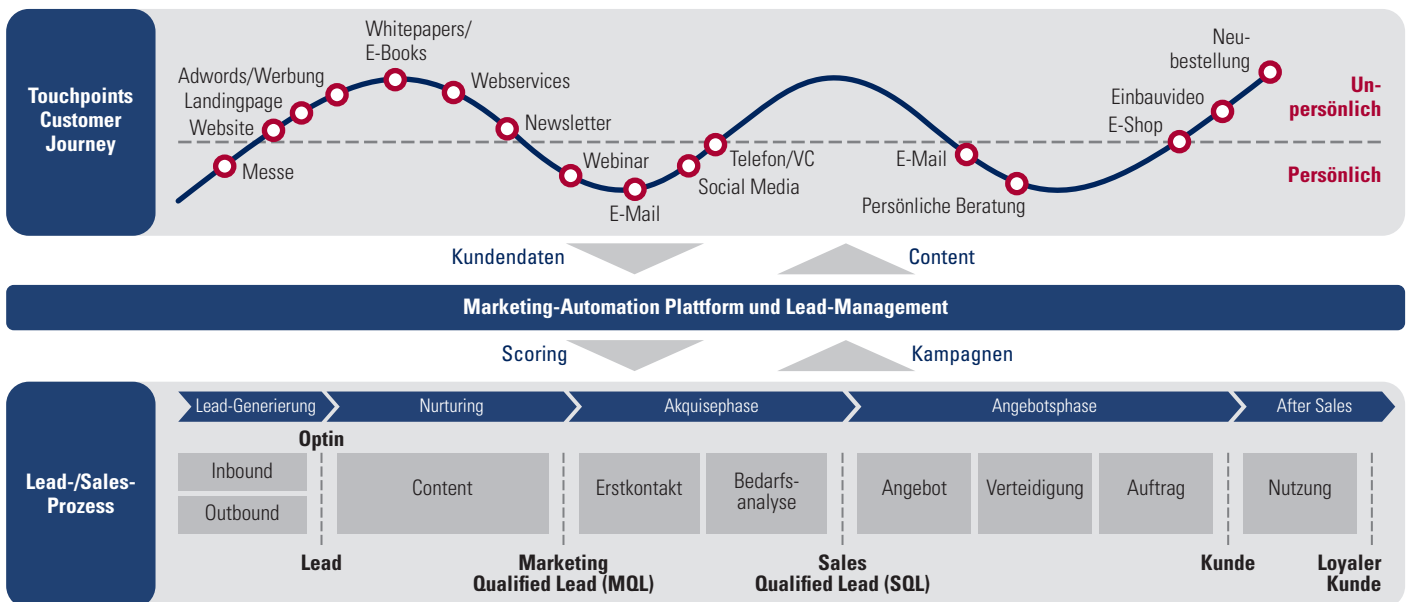 Touchpoints
Customer
Journey
Messe
Website
Landingpage
Adwords/Werbung
Whitepapers/
E-Books
Webservices
Newsletter
Webinar
E-Mail
Social Media
Telefon/VC
E-Mail
Persönliche Beratung
E-Shop
Einbauvideo
Neu-
bestellung
Un-
persönlich
Persönlich
Kundendaten
Content
Marketing-Automation Plattform und Lead-Management
Scoring
Kampagnen
Lead-/Sales-
Prozess
Lead-Generierung
Nurturing
Akquisephase
Angebotsphase
After Sales
Optin
Inbound
Outbound
Content
Erstkontakt
Bedarfs-
analyse
Angebot
Verteidigung
Auftrag
Nutzung
Lead
Marketing
Qualified Lead (MQL)
Sales
Qualified Lead (SQL)
Kunde
Loyaler
Kunde